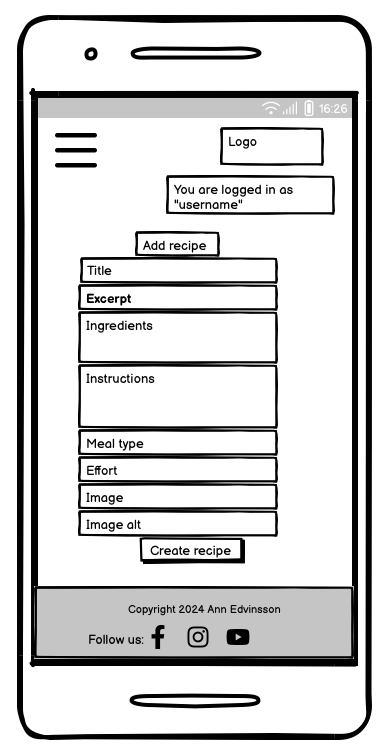 16:26
Logo
You are logged in as
"username"
Add recipe
Title
Excerpt
Ingredients
Instructions
Meal type
Effort
Image
Image alt
Create recipe
Copyright 2024 Ann Edvinsson
Follow us: